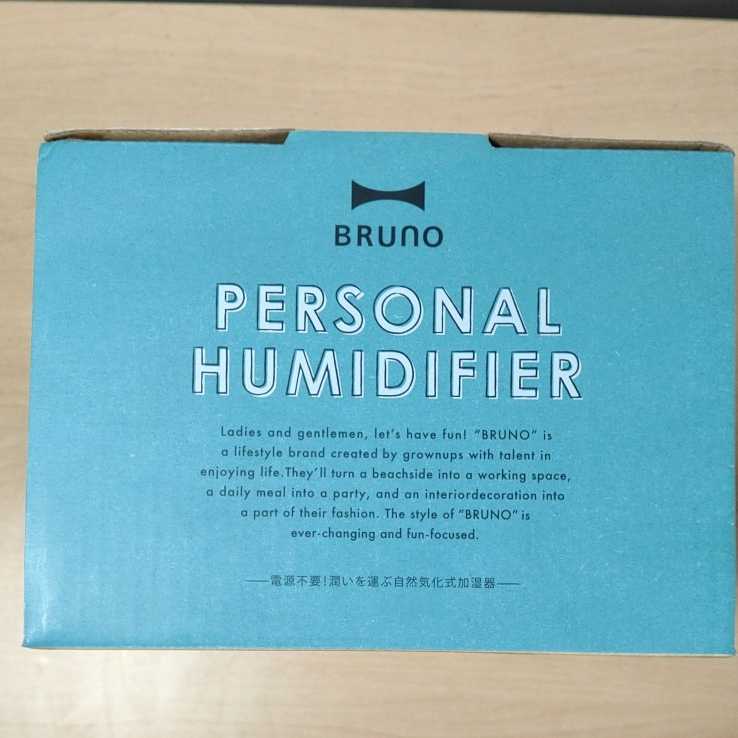 BRUNO
PERSONAL
HUMIDIFIER
Ladies and gentlemen, let's have fun! "BRUNO" is
a lifestyle brand created by grownups with talent in
enjoying life.They'll turn a beachside into a working space,
a daily meal into a party, and an interiordecoration into
a part of their fashion. The style of "BRUNO" is
ever-changing and fun-focused.
電源不要!潤いを運ぶ自然気化式加湿器